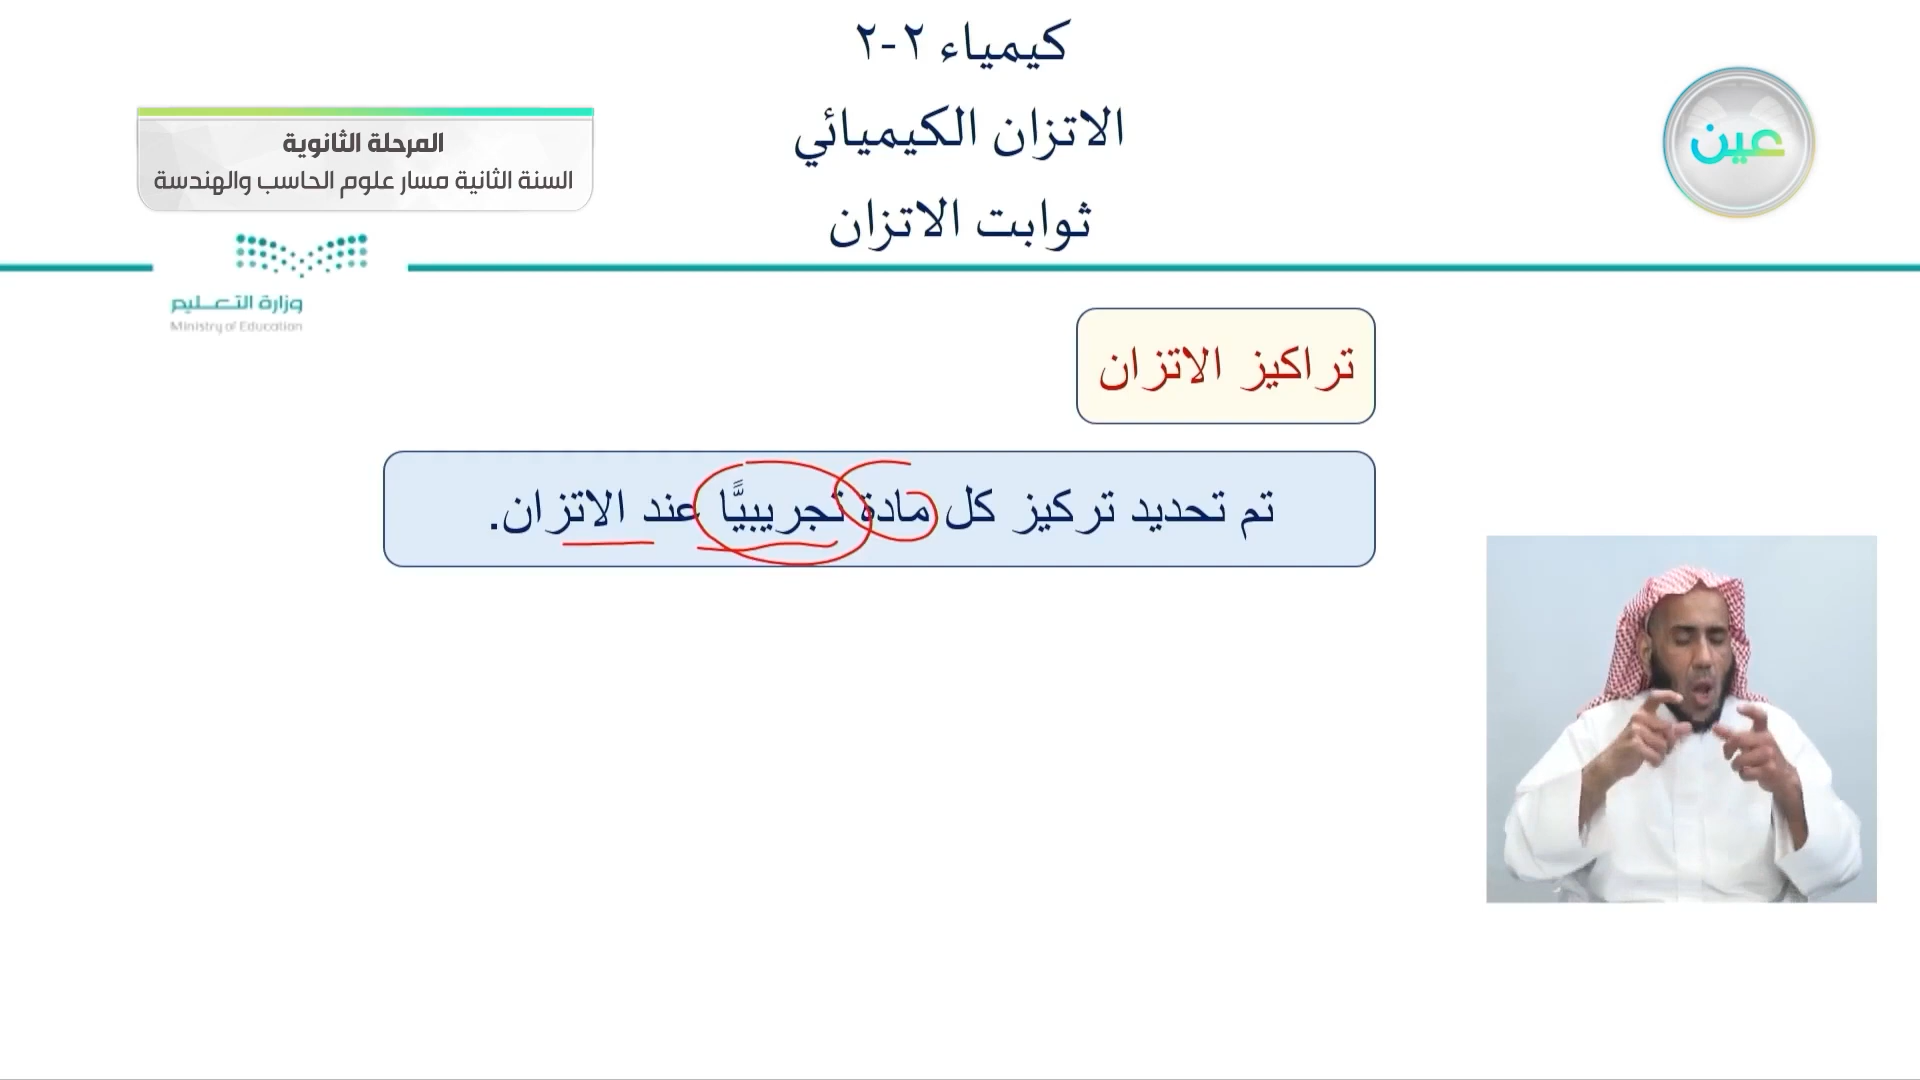 كيمياء ٢-٢
الاتزان الكيميائي
ثوابت الاتزان
المرحلة الثانوية
السنة الثانية مسار علوم الحاسب والهندسة
عين
وزارة التعليم
Ministry of Education
تراكيز الاتزان
تم تحديد تركيز كل مادة تجريبيًّا عند الاتزان.